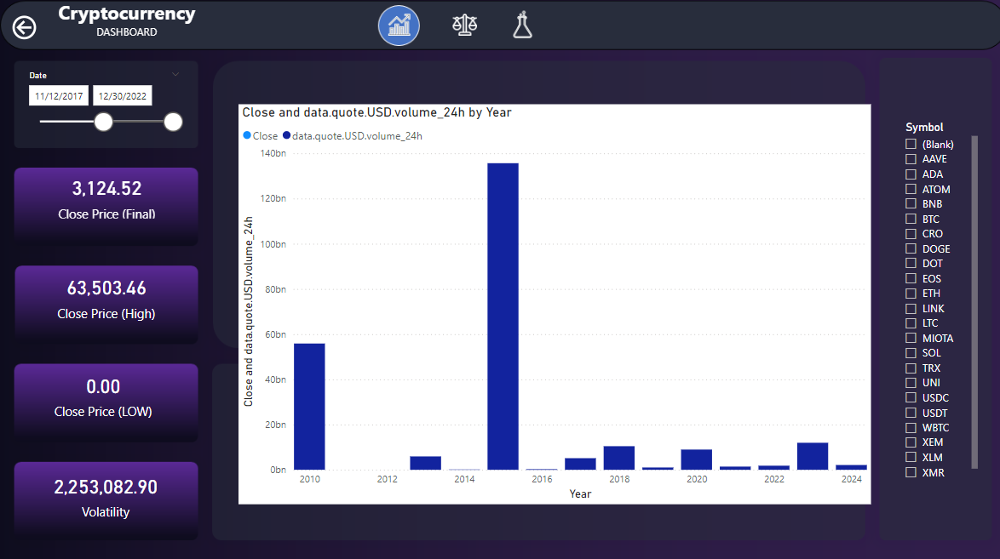 Cryptocurrency
DASHBOARD
Date
11/12/2017 12/30/2022
3,124.52
Close Price (Final)
63,503.46
Close Price (High)
0.00
Close Price (LOW)
2,253,082.90
Volatility
Close and data.quote.USD.volume_24h by Year
Close data.quote.USD.volume_24h
Close and data.quote.USD.volume_24h
140bn
120bn
100bn
80bn
60bn
40bn
20bn
0bn
2010 2012 2014 2016 2018 2020 2022 2024
Year
Symbol
(Blank)
AAVE
ADA
ATOM
BNB
BTC
CRO
DOGE
DOT
EOS
ETH
LINK
LTC
MIOTA
SOL
TRX
UNI
USDC
USDT
WBTC
XEM
XLM
XMR